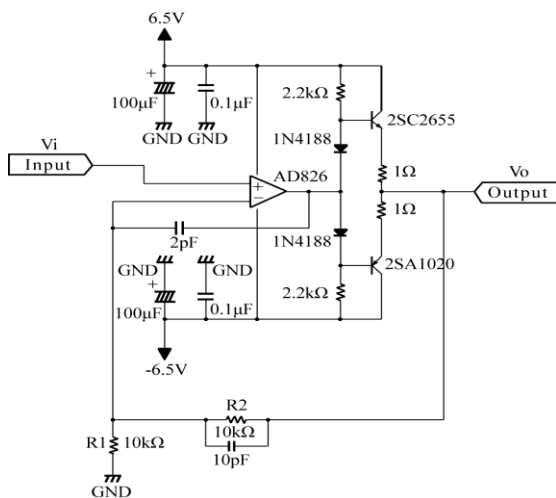 6.5V
+
100μF
GND
0.1μF
GND
2.2kΩ
2SC2655
1N4188
1Ω
Vi
Input
AD826
+
−
Vo
Output
1Ω
2pF
1N4188
GND
GND
2SA1020
+
100μF
0.1μF
2.2kΩ
-6.5V
R2
10kΩ
10pF
R1
10kΩ
GND